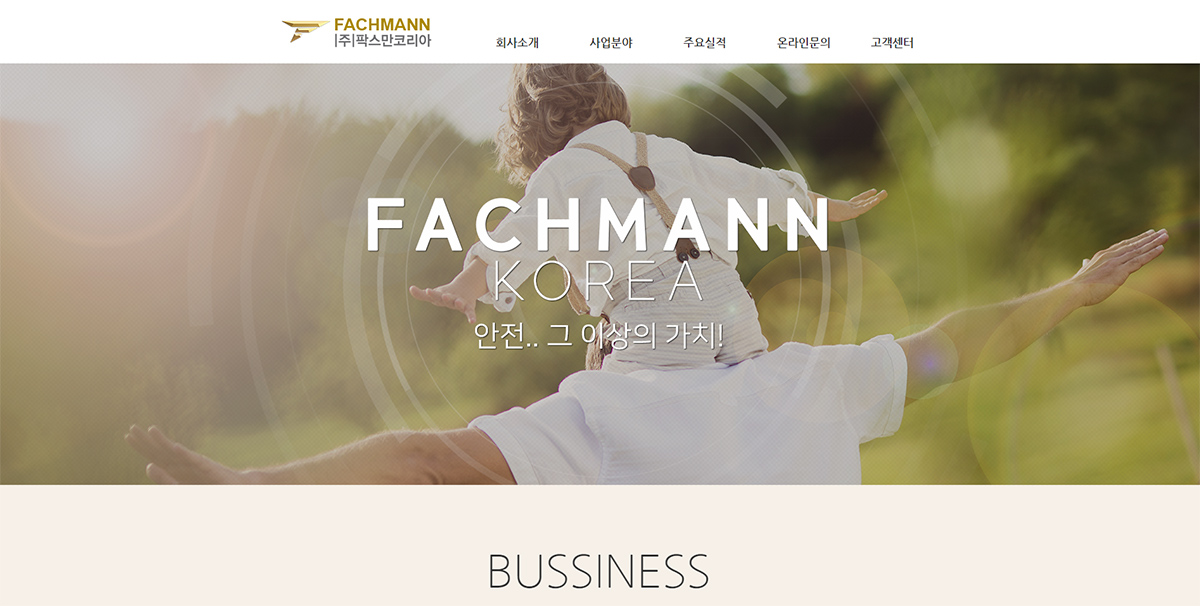 FACHMANN
|주|팍스만코리아
회사소개 사업분야 주요실적 온라인문의 고객센터
FACHMANN
KOREA
안전.. 그 이상의 가치!
BUSSINESS